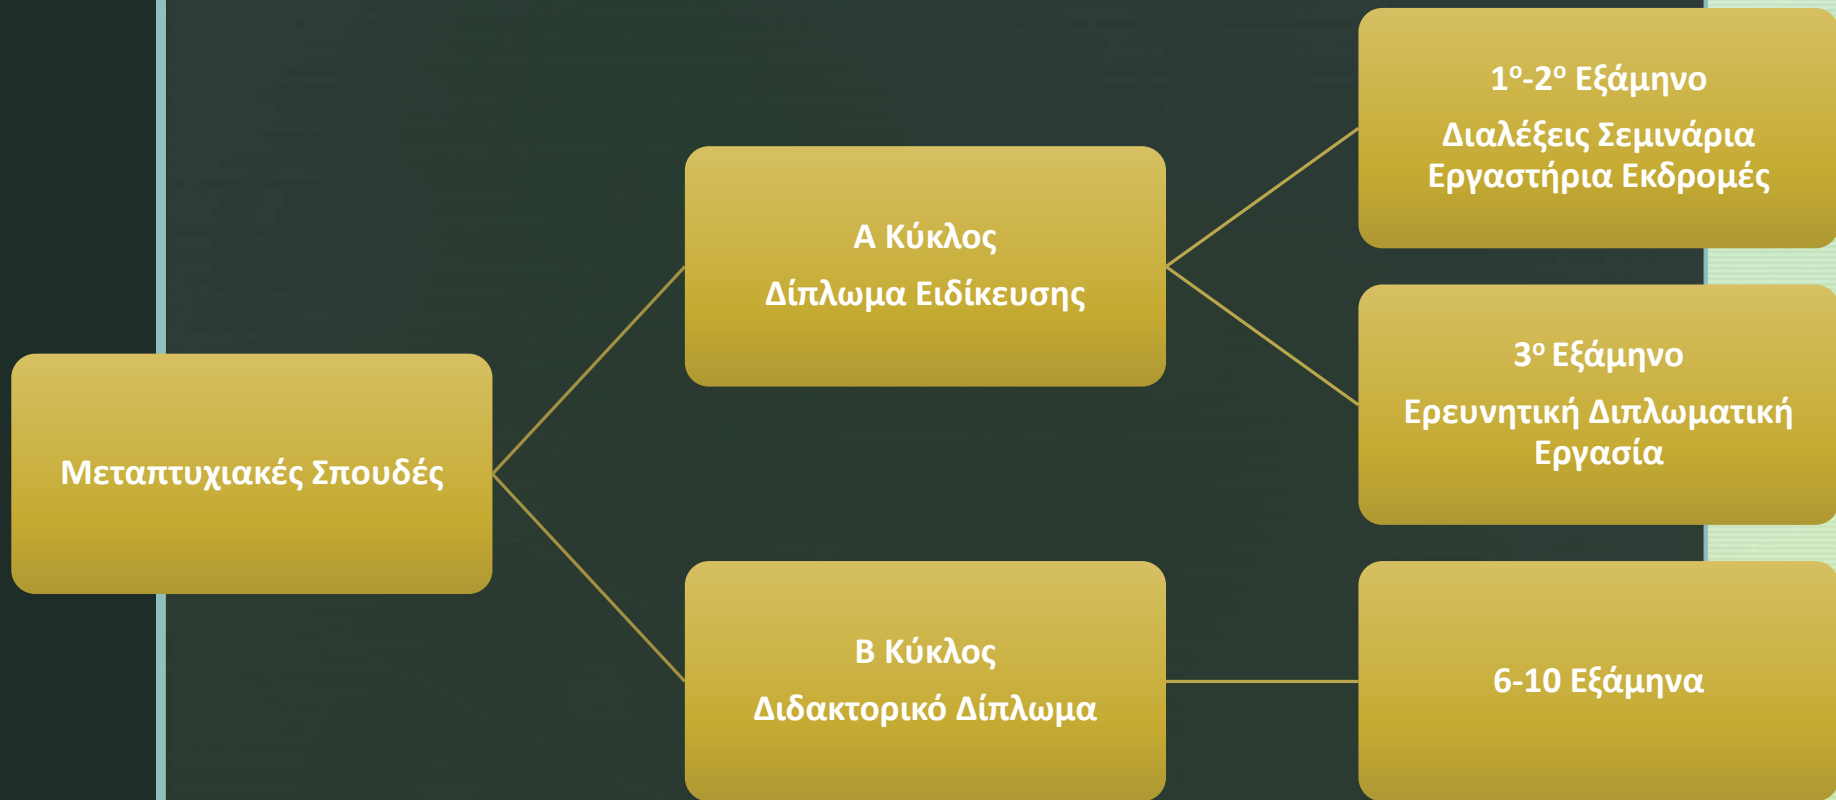 Μεταπτυχιακές Σπουδές
Α Κύκλος
Δίπλωμα Ειδίκευσης
1ο-2ο Εξάμηνο
Διαλέξεις Σεμινάρια
Εργαστήρια Εκδρομές
3ο Εξάμηνο
Ερευνητική Διπλωματική
Εργασία
Β Κύκλος
Διδακτορικό Δίπλωμα
6-10 Εξάμηνα